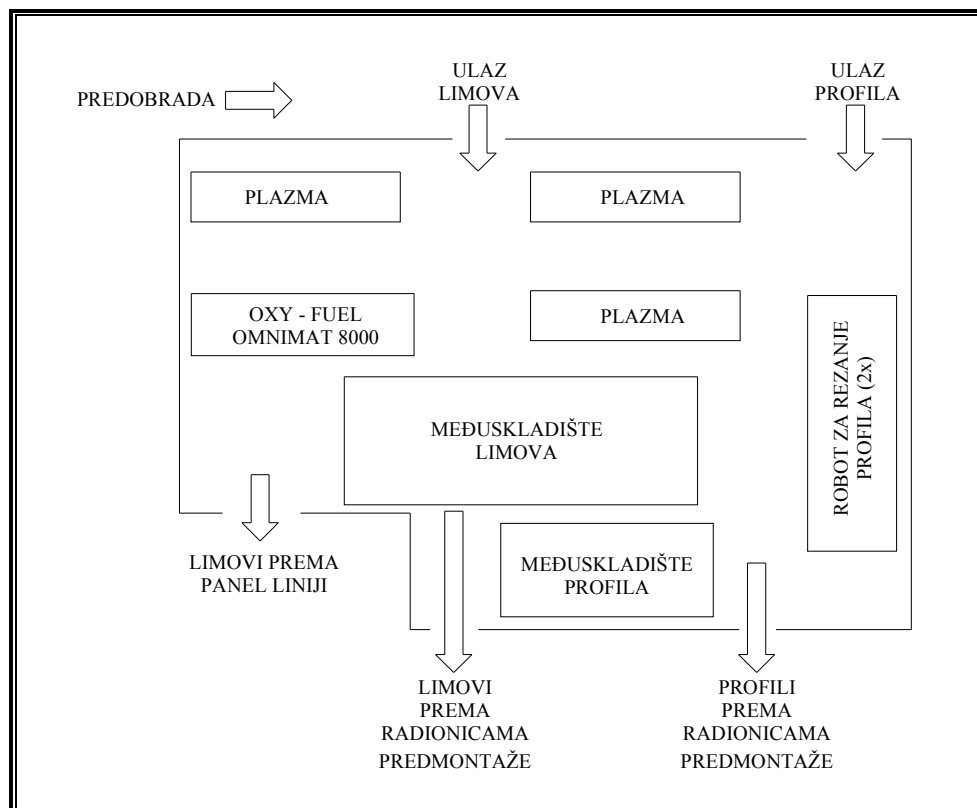 ULAZ
LIMOVA
ULAZ
PROFILA
PREDOBRADA
PLAZMA
PLAZMA
OXY - FUEL
OMNIMAT 8000
PLAZMA
ROBOT ZA REZANJE
PROFILA (2x)
MEĐUSKLADIŠTE
LIMOVA
LIMOVI PREMA
PANEL LINIJI
MEĐUSKLADIŠTE
PROFILA
LIMOVI
PREMA
RADIONICAMA
PREDMONTAŽE
PROFILI
PREMA
RADIONICAMA
PREDMONTAŽE